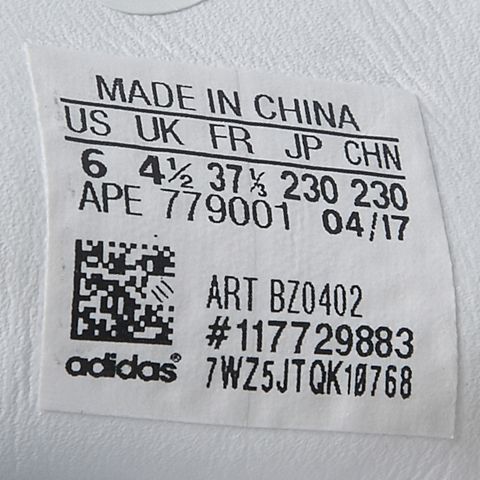 MADE IN CHINA
US UK FR JP CHN
6 4½ 37⅓ 230 230
APE 779001 04/17
ART BZ0402
#117729883
adidas®
7WZ5JTQK10768